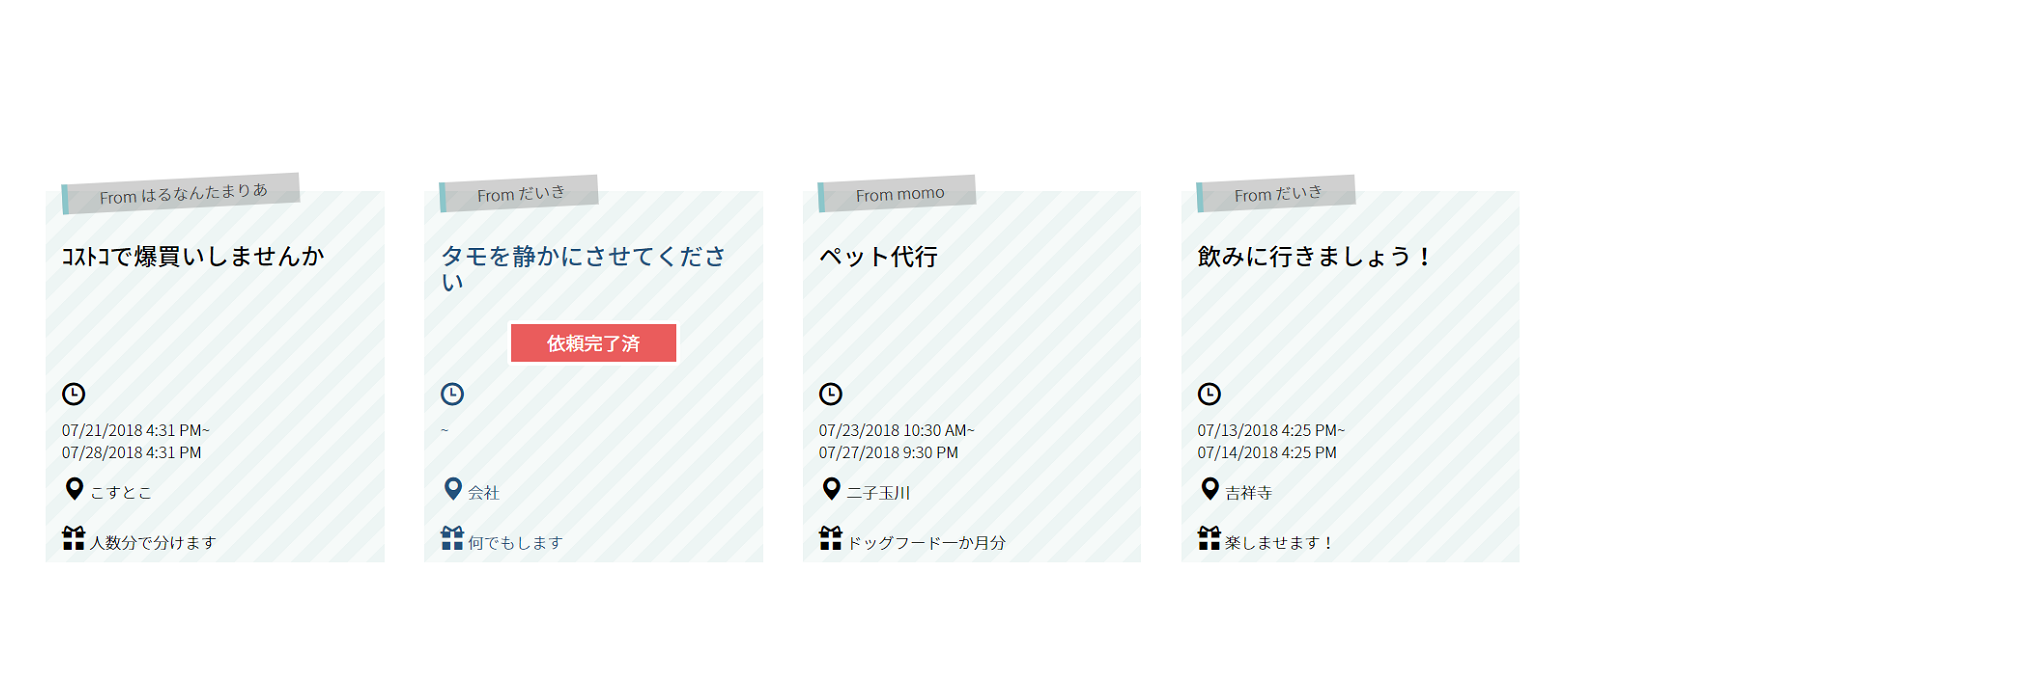 From はるなんたまりあ
ｺｽﾄｺで爆買いしませんか
07/21/2018 4:31 PM~
07/28/2018 4:31 PM
こすとこ
人数分で分けます
From だいき
タモを静かにさせてくださ
い
依頼完了済
~
会社
何でもします
From momo
ペット代行
07/23/2018 10:30 AM~
07/27/2018 9:30 PM
二子玉川
ドッグフード一か月分
From だいき
飲みに行きましょう！
07/13/2018 4:25 PM~
07/14/2018 4:25 PM
吉祥寺
楽しませます！